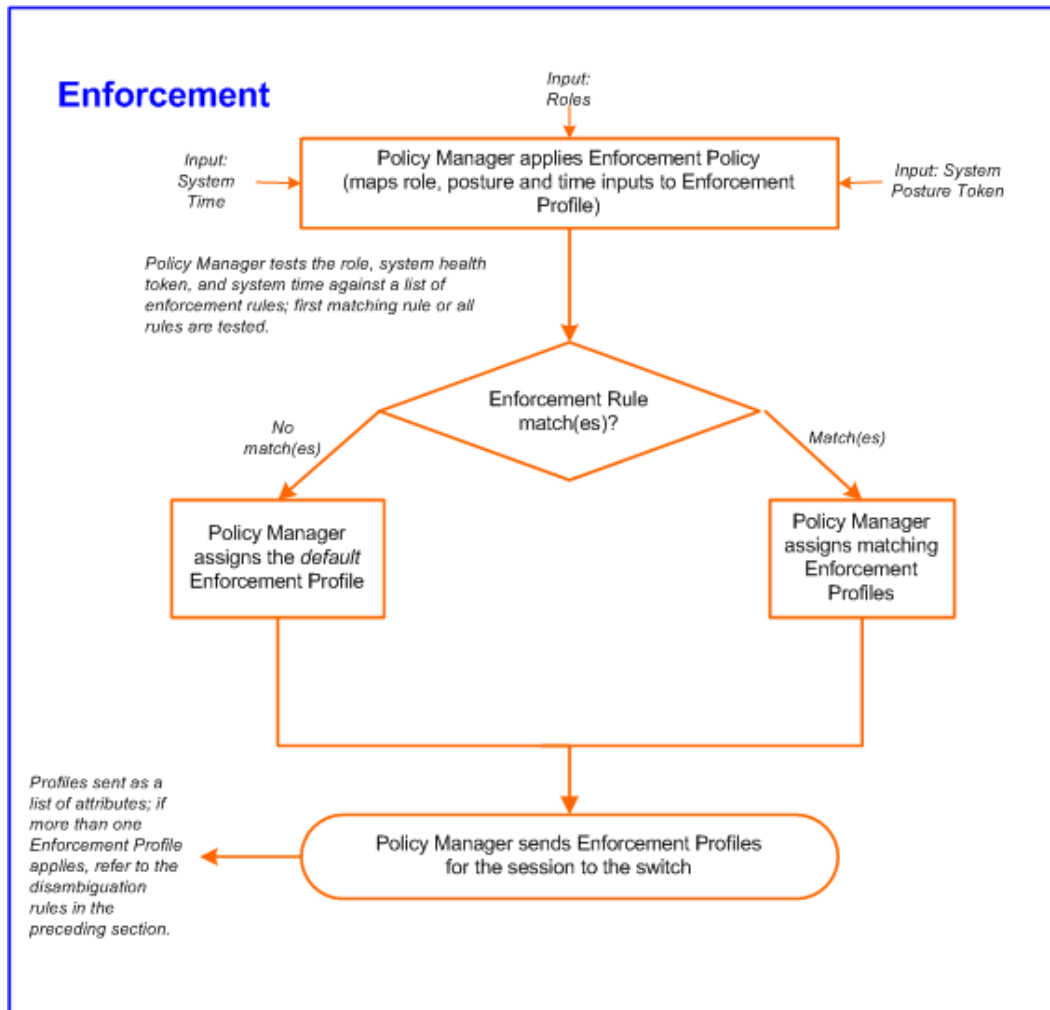 Enforcement
Input:
Roles
Input:
System
Time
Policy Manager applies Enforcement Policy
(maps role, posture and time inputs to Enforcement
Profile)
Input: System
Posture Token
Policy Manager tests the role, system health
token, and system time against a list of
enforcement rules; first matching rule or all
rules are tested.
Enforcement Rule
match(es)?
No
match(es)
Match(es)
Policy Manager
assigns the default
Enforcement Profile
Policy Manager
assigns matching
Enforcement
Profiles
Profiles sent as a
list of attributes; if
more than one
Enforcement Profile
applies, refer to the
disambiguation
rules in the
preceding section.
Policy Manager sends Enforcement Profiles
for the session to the switch